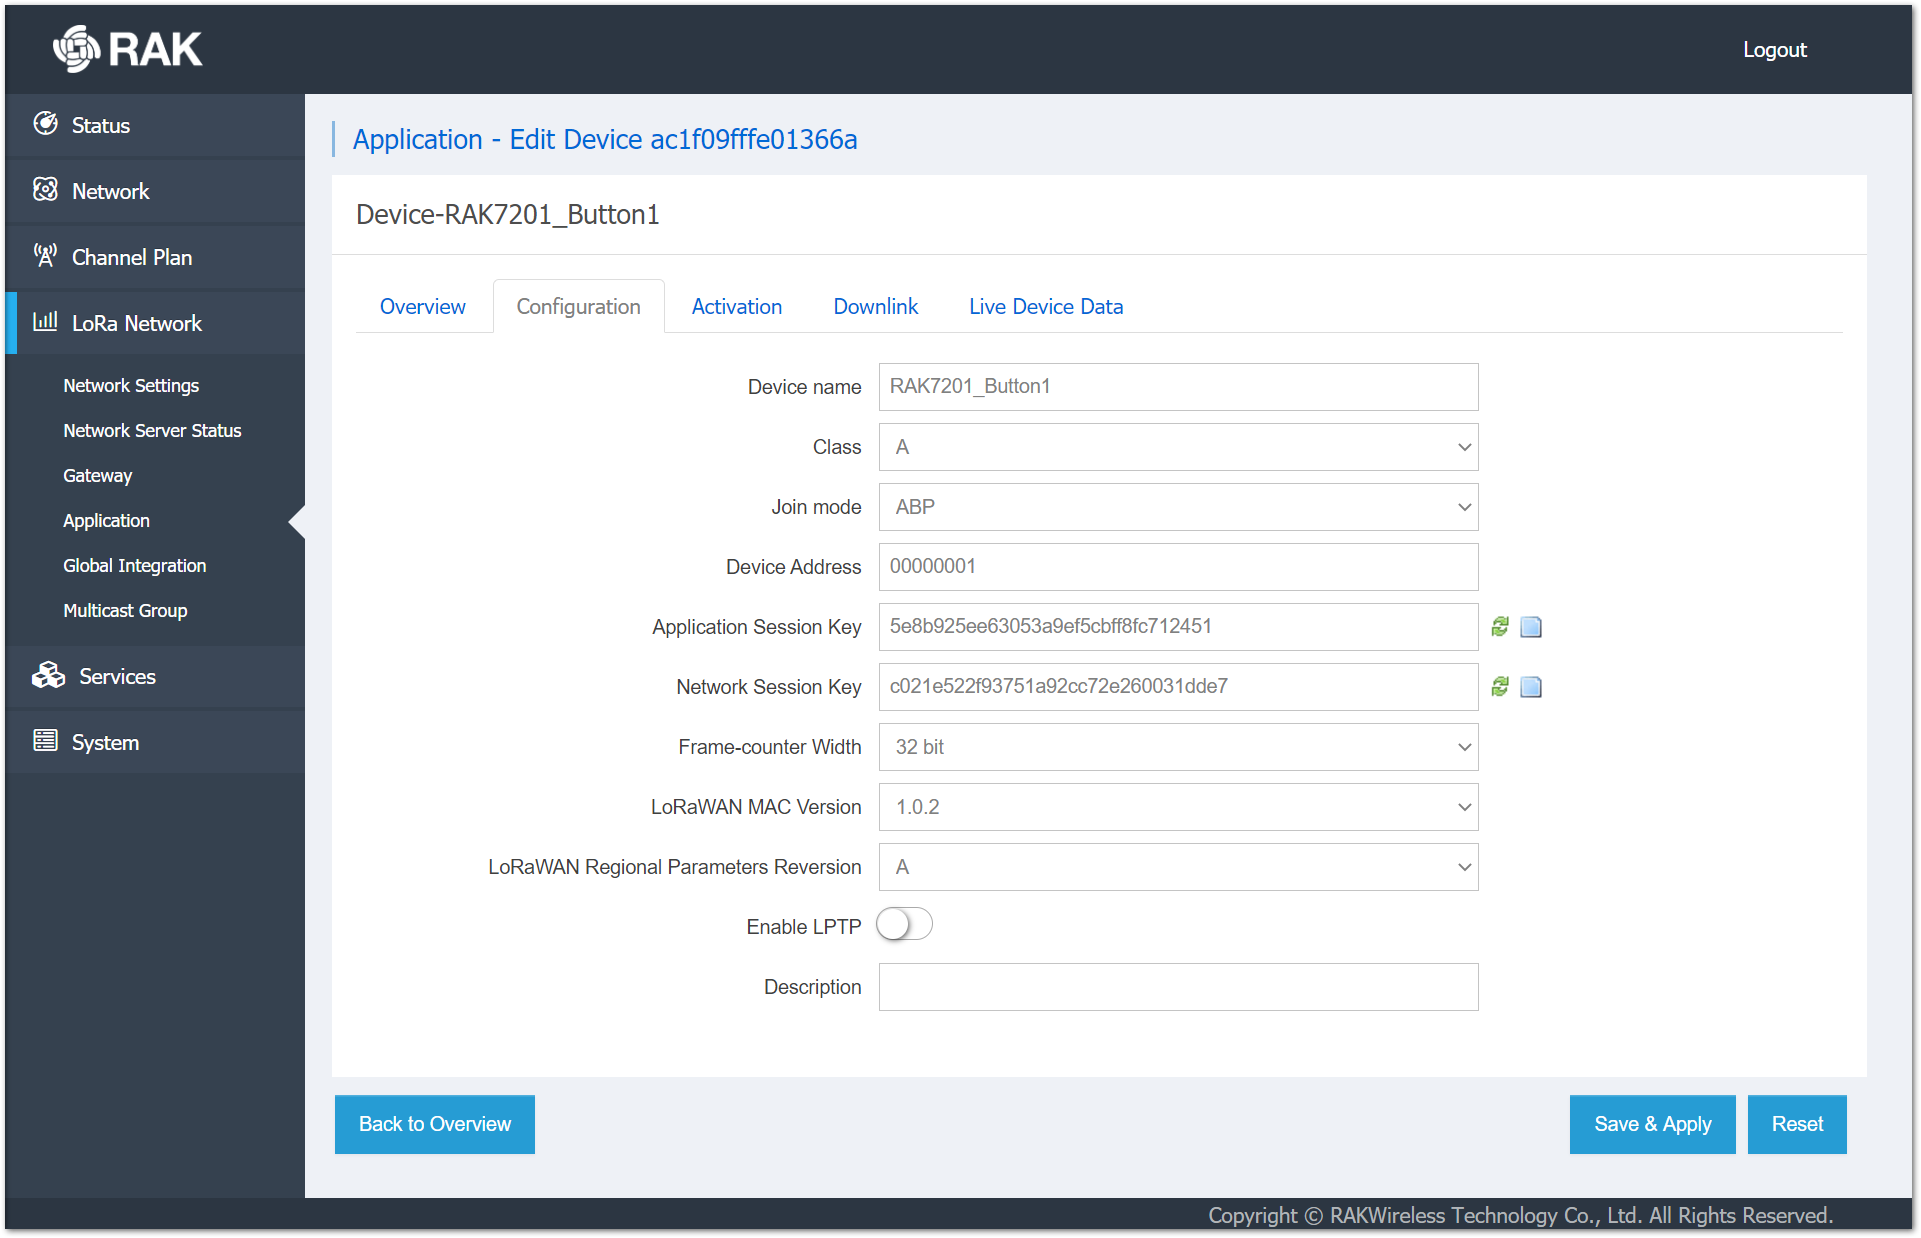 RAK
Logout
Status
Network
Channel Plan
LoRa Network
Network Settings
Network Server Status
Gateway
Application
Global Integration
Multicast Group
Services
System
Application - Edit Device ac1f09fffe01366a
Device-RAK7201_Button1
Overview Configuration Activation Downlink Live Device Data
Device name RAK7201_Button1
Class A
Join mode ABP
Device Address 00000001
Application Session Key 5e8b925ee63053a9ef5cbff8fc712451
Network Session Key c021e522f93751a92cc72e260031dde7
Frame-counter Width 32 bit
LoRaWAN MAC Version 1.0.2
LoRaWAN Regional Parameters Reversion A
Enable LPTP
Description
Back to Overview Save & Apply Reset
Copyright © RAKWireless Technology Co., Ltd. All Rights Reserved.